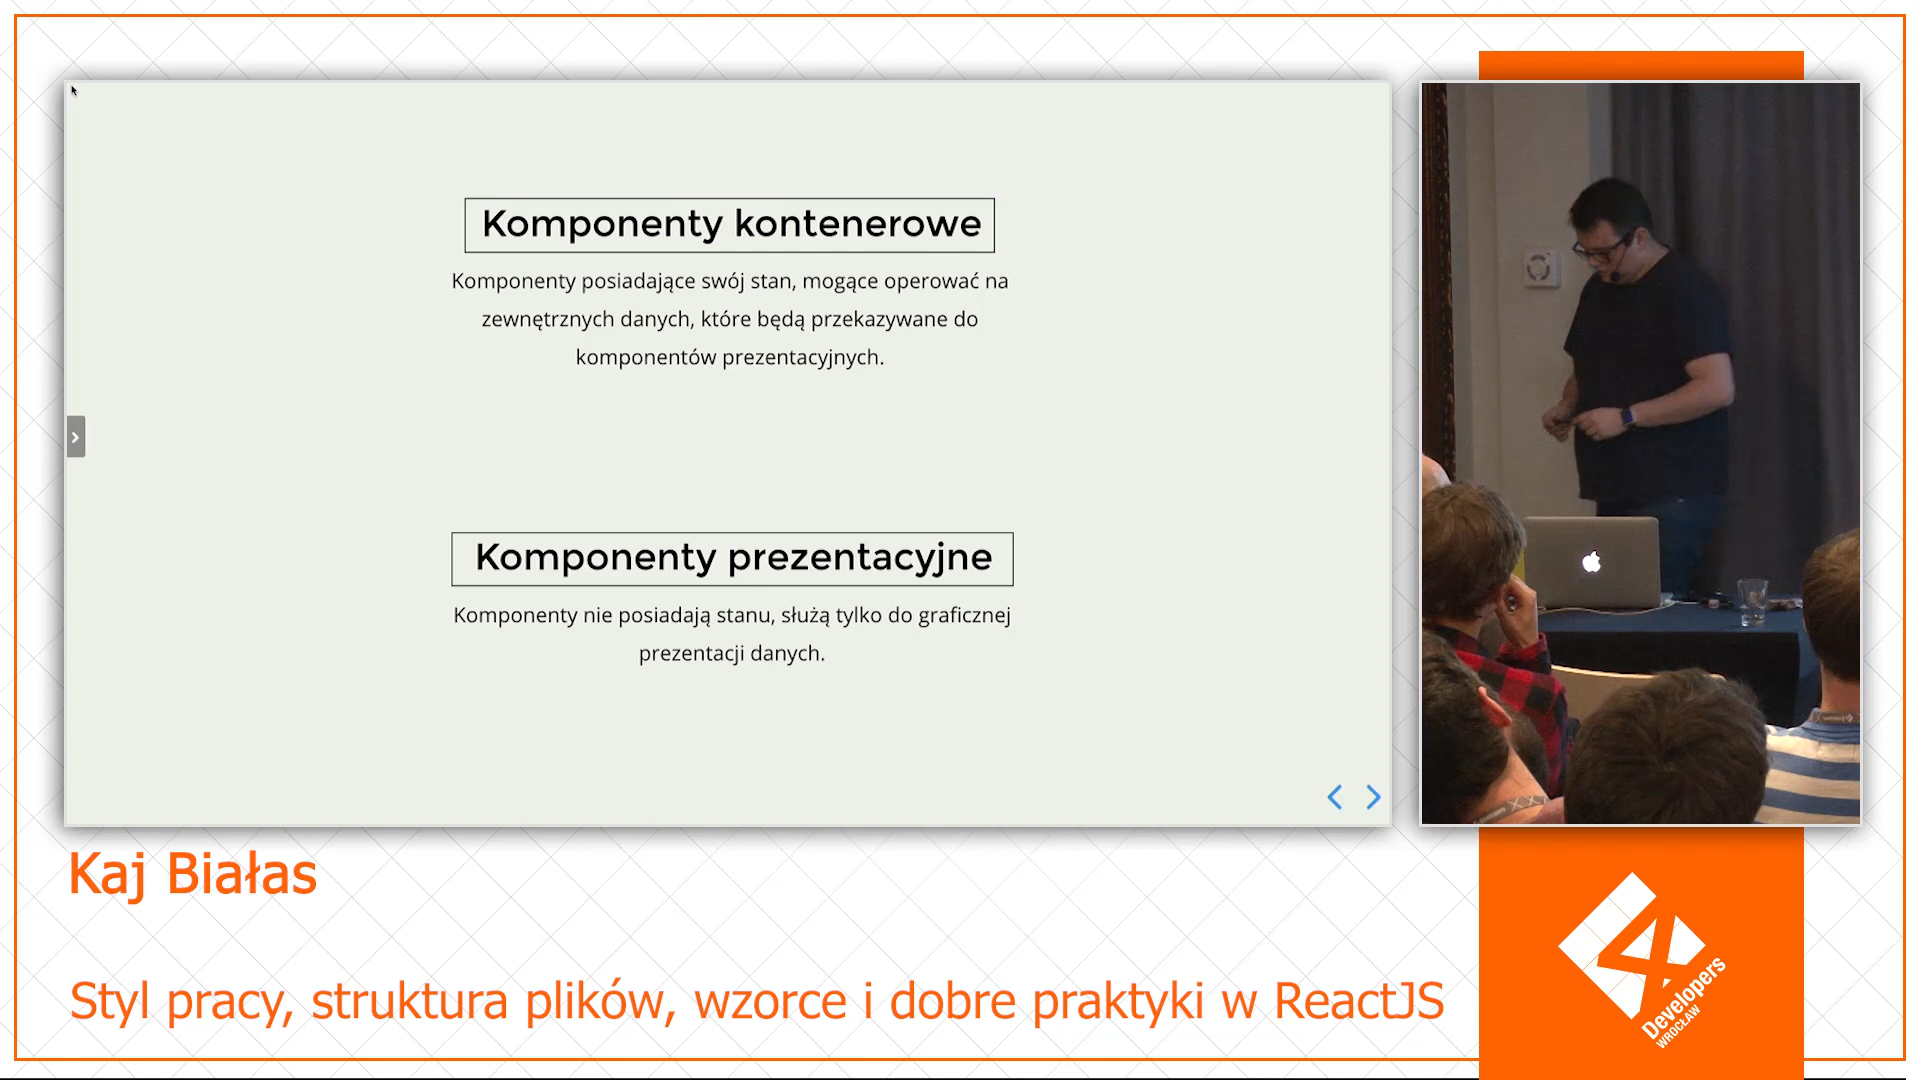 Komponenty kontenerowe
Komponenty posiadające swój stan, mogące operować na
zewnętrznych danych, które będą przekazywane do
komponentów prezentacyjnych.
Komponenty prezentacyjne
Komponenty nie posiadają stanu, służą tylko do graficznej
prezentacji danych.
Kaj Białas
Styl pracy, struktura plików, wzorce i dobre praktyki w ReactJS
4
Developers
WROCŁAW